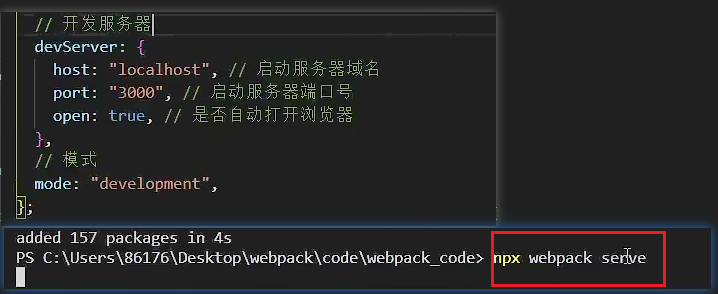 // 开发服务器
devServer: {
host: "localhost", // 启动服务器域名
port: "3000", // 启动服务器端口号
open: true, // 是否自动打开浏览器
},
// 模式
mode: "development",
};
added 157 packages in 4s
PS C:\Users\86176\Desktop\webpack\code\webpack_code> npx webpack serve